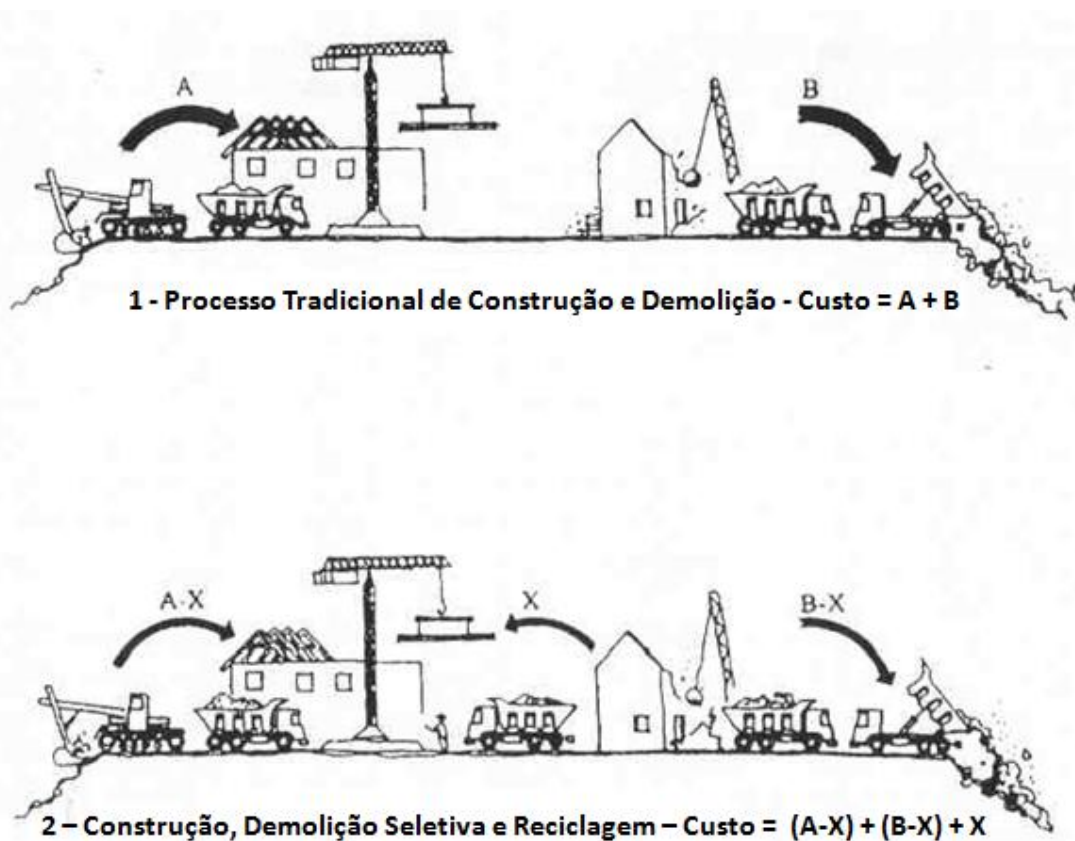 A
B
1 - Processo Tradicional de Construção e Demolição - Custo = A + B
A-X
X
B-X
2 – Construção, Demolição Seletiva e Reciclagem – Custo = (A-X) + (B-X) + X